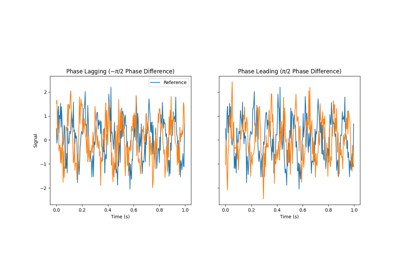 Phase Lagging (−π/2 Phase Difference)
Phase Leading (π/2 Phase Difference)
Reference
Signal
2
1
0
−1
−2
0.0 0.2 0.4 0.6 0.8 1.0
0.0 0.2 0.4 0.6 0.8 1.0
Time (s)
Time (s)